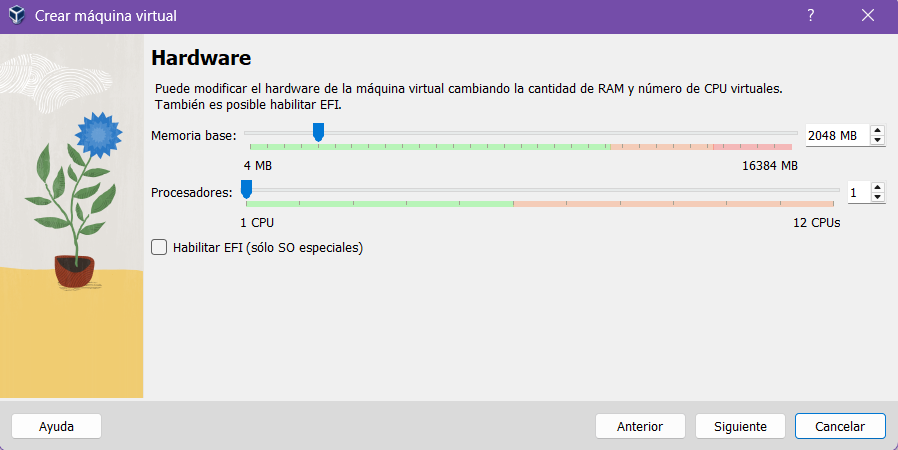 Crear máquina virtual
?
Hardware
Puede modificar el hardware de la máquina virtual cambiando la cantidad de RAM y número de CPU virtuales.
También es posible habilitar EFI.
Memoria base:
2048 MB
4 MB
16384 MB
Procesadores:
1
1 CPU
12 CPUs
Habilitar EFI (sólo SO especiales)
Ayuda
Anterior
Siguiente
Cancelar